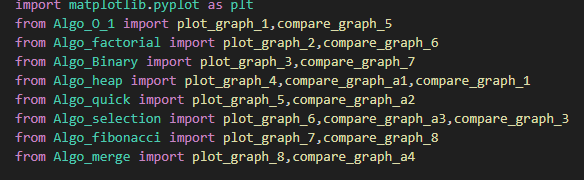 import matplotlib.pyplot as plt
from Algo_O_1 import plot_graph_1,compare_graph_5
from Algo_factorial import plot_graph_2,compare_graph_6
from Algo_Binary import plot_graph_3,compare_graph_7
from Algo_heap import plot_graph_4,compare_graph_a1,compare_graph_1
from Algo_quick import plot_graph_5,compare_graph_a2
from Algo_selection import plot_graph_6,compare_graph_a3,compare_graph_3
from Algo_fibonacci import plot_graph_7,compare_graph_8
from Algo_merge import plot_graph_8,compare_graph_a4